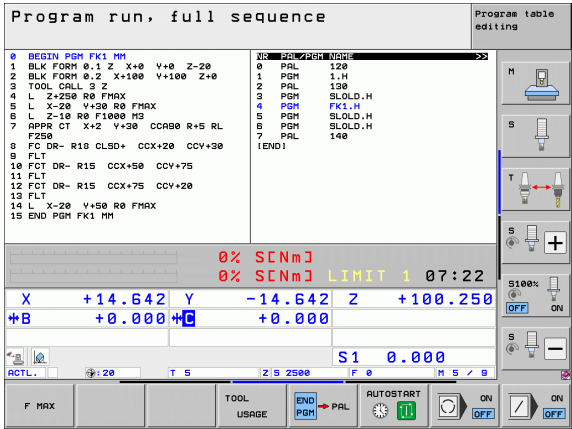 Program run, full sequence
Program table
editing
0 BEGIN PGM FK1 MM
1 BLK FORM 0.1 Z X+0 Y+0 Z-20
2 BLK FORM 0.2 X+100 Y+100 Z+0
3 TOOL CALL 3 Z
4 L Z+250 R0 FMAX
5 L X-20 Y+30 R0 FMAX
6 L Z-10 R0 F1000 M3
7 APPR CT X+2 Y+30 CCA90 R+5 RL
F250
8 FC DR- R18 CLSD+ CCX+20 CCY+30
9 FLT
10 FCT DR- R15 CCX+50 CCY+75
11 FLT
12 FCT DR- R15 CCX+75 CCY+20
13 FLT
14 L X-20 Y+50 R0 FMAX
15 END PGM FK1 MM
NR PAL/PGM NAME >>
0 PAL 120
1 PGM 1.H
2 PAL 130
3 PGM SLOLD.H
4 PGM FK1.H
5 PGM SLOLD.H
6 PGM SLOLD.H
7 PAL 140
[END]
0% S[Nm]
0% S[Nm] LIMIT 1 07:22
X +14.642 Y -14.642 Z +100.250
B +0.000 C +0.000
S1 0.000
ACTL. : 20 T 5 Z S 2500 F 0 M 5 / 9
M
S
T
S
+
S100%
OFF ON
S
−
F MAX
TOOL
USAGE
END
PGM → PAL
AUTOSTART
ON
OFF
ON
OFF